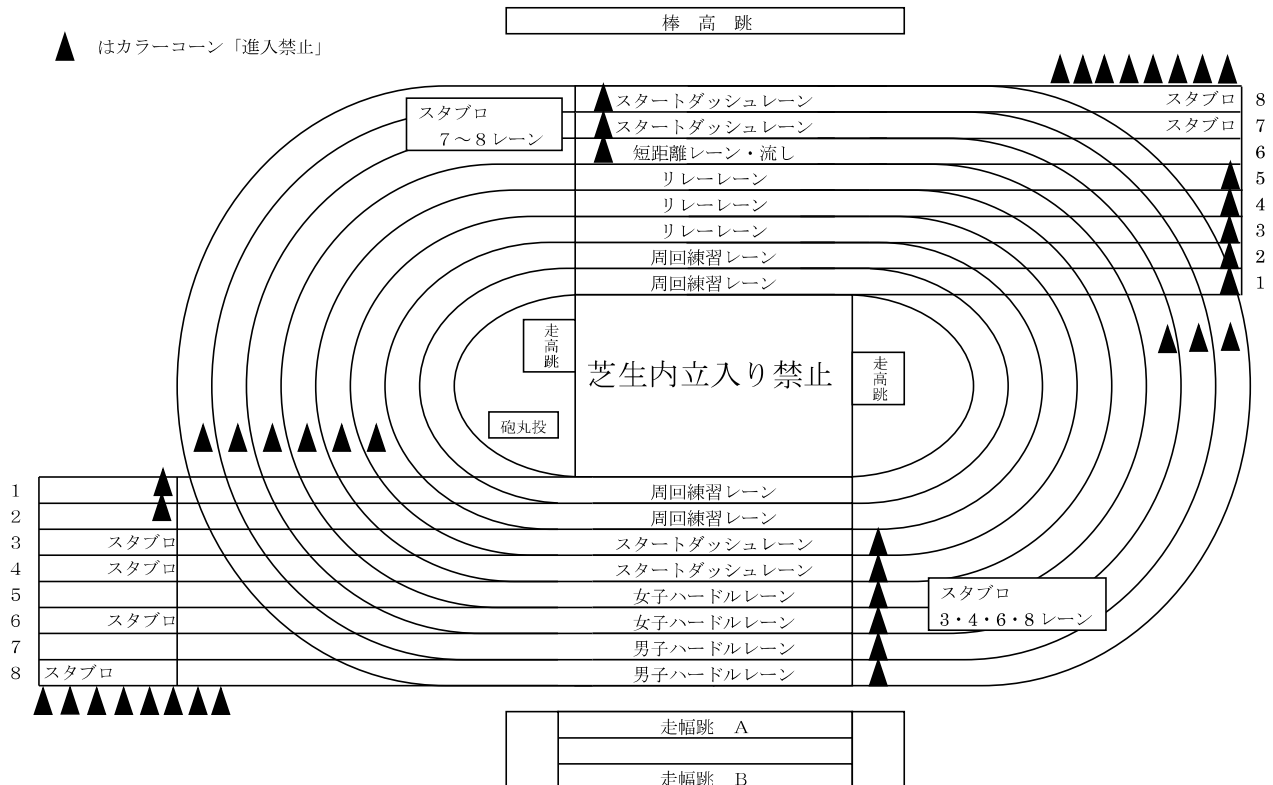 棒 高 跳
▲ はカラーコーン「進入禁止」
スタブロ
7～8レーン
スタートダッシュレーン スタブロ 8
スタートダッシュレーン スタブロ 7
短距離レーン・流し 6
リレーレーン 5
リレーレーン 4
リレーレーン 3
周回練習レーン 2
周回練習レーン 1
走高跳
芝生内立入り禁止
走高跳
砲丸投
1 周回練習レーン
2 周回練習レーン
3 スタブロ スタートダッシュレーン
4 スタブロ スタートダッシュレーン
5 女子ハードルレーン
6 スタブロ 女子ハードルレーン
7 男子ハードルレーン
8 スタブロ 男子ハードルレーン
スタブロ
3・4・6・8レーン
走幅跳 A
走幅跳 B